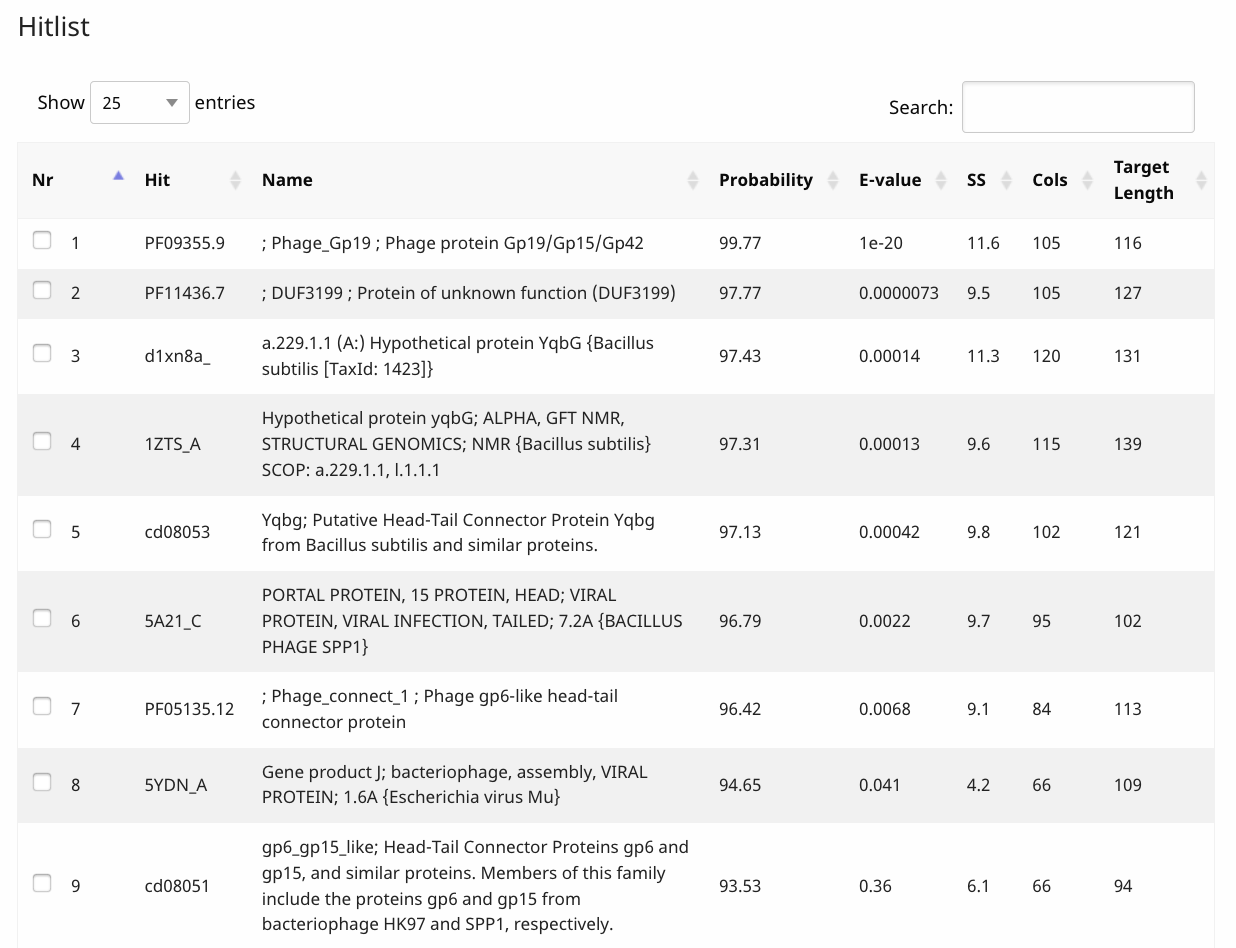 Hitlist
Show 25 entries
Search:
Nr Hit Name Probability E-value SS Cols Target
Length
1 PF09355.9 ; Phage_Gp19 ; Phage protein Gp19/Gp15/Gp42 99.77 1e-20 11.6 105 116
2 PF11436.7 ; DUF3199 ; Protein of unknown function (DUF3199) 97.77 0.0000073 9.5 105 127
3 d1xn8a_ a.229.1.1 (A:) Hypothetical protein YqbG {Bacillus 97.43 0.00014 11.3 120 131
subtilis [TaxId: 1423]}
Hypothetical protein yqbG; ALPHA, GFT NMR,
4 1ZTS_A STRUCTURAL GENOMICS; NMR {Bacillus subtilis} 97.31 0.00013 9.6 115 139
SCOP: a.229.1.1, l.1.1.1
5 cd08053 Yqbg; Putative Head-Tail Connector Protein Yqbg 97.13 0.00042 9.8 102 121
from Bacillus subtilis and similar proteins.
PORTAL PROTEIN, 15 PROTEIN, HEAD; VIRAL
6 5A21_C PROTEIN, VIRAL INFECTION, TAILED; 7.2A {BACILLUS 96.79 0.0022 9.7 95 102
PHAGE SPP1}
7 PF05135.12 ; Phage_connect_1 ; Phage gp6-like head-tail 96.42 0.0068 9.1 84 113
connector protein
8 5YDN_A Gene product J; bacteriophage, assembly, VIRAL 94.65 0.041 4.2 66 109
PROTEIN; 1.6A {Escherichia virus Mu}
gp6_gp15_like; Head-Tail Connector Proteins gp6 and
9 cd08051 gp15, and similar proteins. Members of this family 93.53 0.36 6.1 66 94
include the proteins gp6 and gp15 from
bacteriophage HK97 and SPP1, respectively.